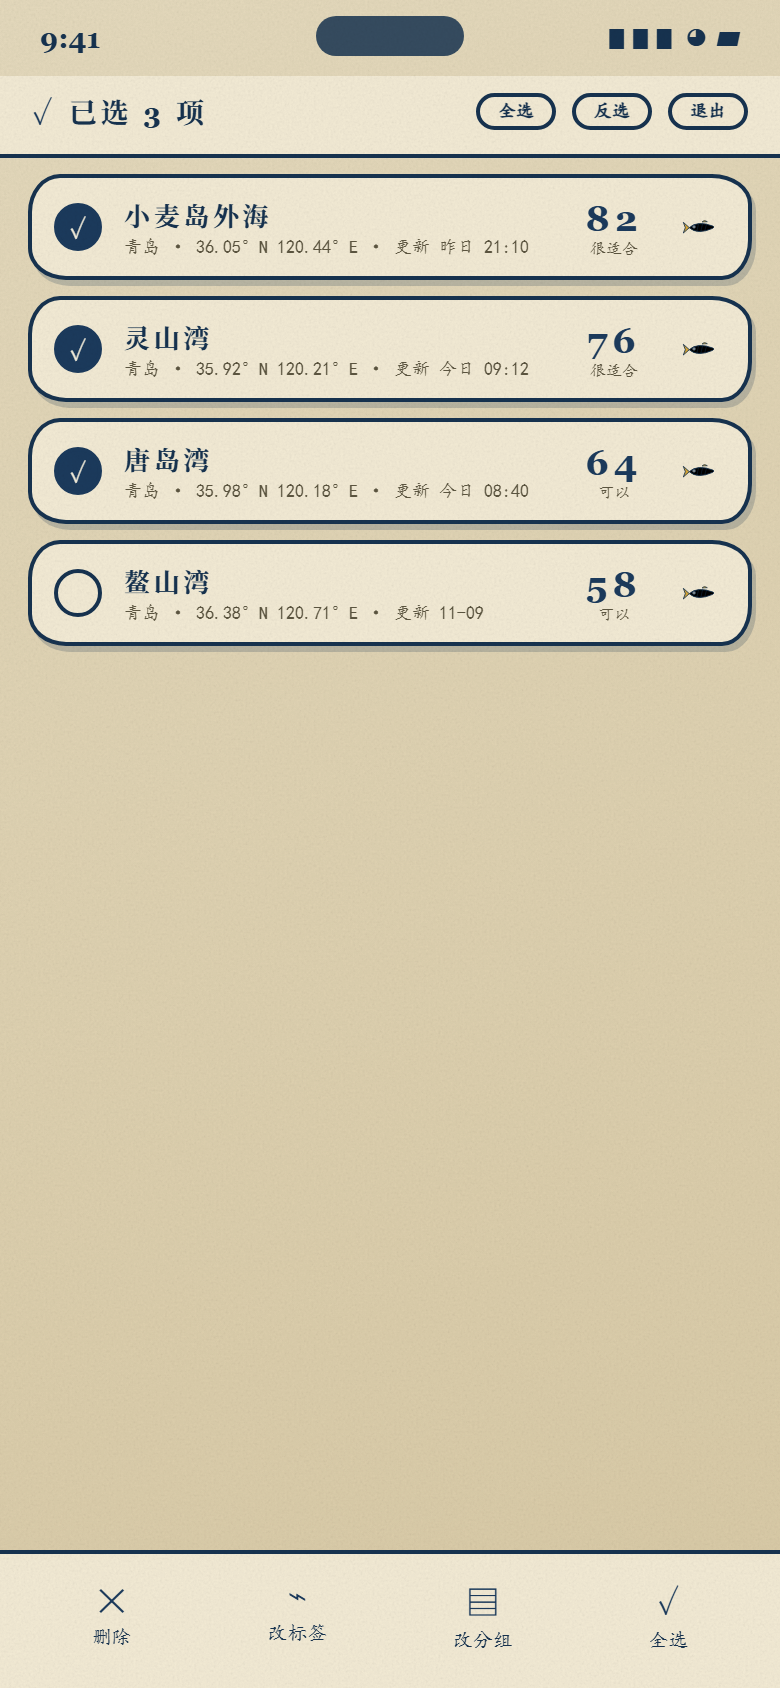 9:41
√ 已选 3 项 全选 反选 退出
√ 小麦岛外海 82
青岛 • 36.05° N 120.44° E • 更新 昨日 21:10 很适合
√ 灵山湾 76
青岛 • 35.92° N 120.21° E • 更新 今日 09:12 很适合
√ 唐岛湾 64
青岛 • 35.98° N 120.18° E • 更新 今日 08:40 可以
鳌山湾 58
青岛 • 36.38° N 120.71° E • 更新 11-09 可以
删除 改标签 改分组 全选